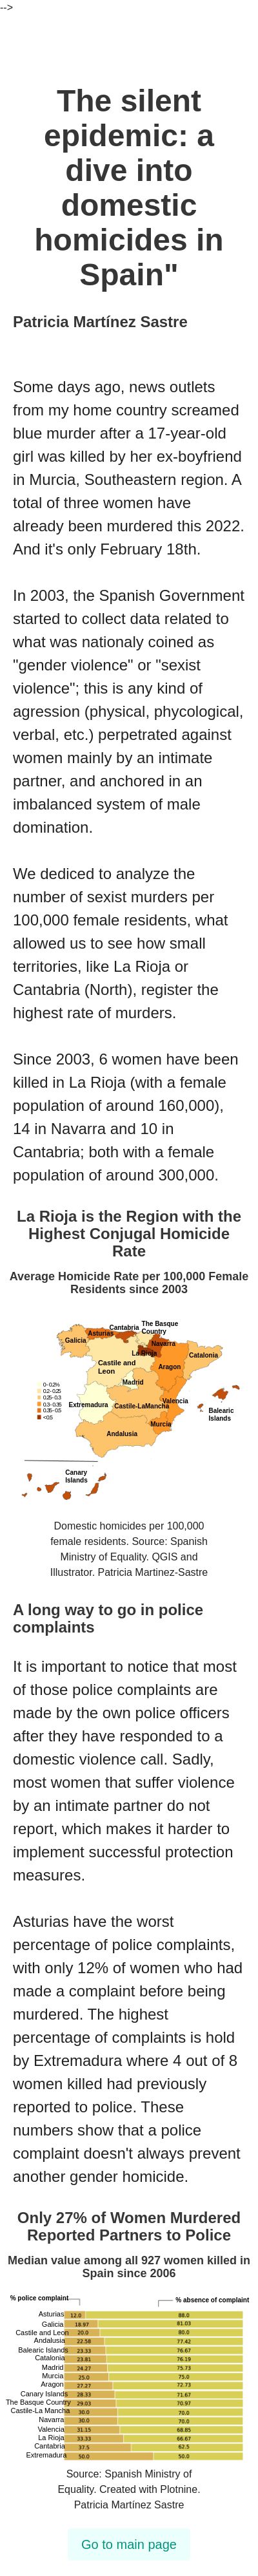 -->
The silent
epidemic: a
dive into
domestic
homicides in
Spain"
Patricia Martínez Sastre
Some days ago, news outlets
from my home country screamed
blue murder after a 17-year-old
girl was killed by her ex-boyfriend
in Murcia, Southeastern region. A
total of three women have
already been murdered this 2022.
And it's only February 18th.
In 2003, the Spanish Government
started to collect data related to
what was nationaly coined as
"gender violence" or "sexist
violence"; this is any kind of
agression (physical, phycological,
verbal, etc.) perpetrated against
women mainly by an intimate
partner, and anchored in an
imbalanced system of male
domination.
We dediced to analyze the
number of sexist murders per
100,000 female residents, what
allowed us to see how small
territories, like La Rioja or
Cantabria (North), register the
highest rate of murders.
Since 2003, 6 women have been
killed in La Rioja (with a female
population of around 160,000),
14 in Navarra and 10 in
Cantabria; both with a female
population of around 300,000.
La Rioja is the Region with the
Highest Conjugal Homicide
Rate
Average Homicide Rate per 100,000 Female
Residents since 2003
The Basque
Country
Cantabria
Asturias
Galicia
Navarra
La Rioja
Catalonia
Castille and
Leon
Aragon
Madrid
0- 0.2%
0.2- 0.25
0.25- 0.3
0.3- 0.35
0.35- 0.5
<0.5
Extremadura
Castille-LaMancha
Valencia
Balearic
Islands
Murcia
Andalusia
Canary
Islands
Domestic homicides per 100,000
female residents. Source: Spanish
Ministry of Equality. QGIS and
Illustrator. Patricia Martinez-Sastre
A long way to go in police
complaints
It is important to notice that most
of those police complaints are
made by the own police officers
after they have responded to a
domestic violence call. Sadly,
most women that suffer violence
by an intimate partner do not
report, which makes it harder to
implement successful protection
measures.
Asturias have the worst
percentage of police complaints,
with only 12% of women who had
made a complaint before being
murdered. The highest
percentage of complaints is hold
by Extremadura where 4 out of 8
women killed had previously
reported to police. These
numbers show that a police
complaint doesn't always prevent
another gender homicide.
Only 27% of Women Murdered
Reported Partners to Police
Median value among all 927 women killed in
Spain since 2006
% police complaint % absence of complaint
Asturias 12.0 88.0
Galicia 18.97 81.03
Castille and Leon 20.0 80.0
Andalusia 22.58 77.42
Balearic Islands 23.33 76.67
Catalonia 23.81 76.19
Madrid 24.27 75.73
Murcia 25.0 75.0
Aragon 27.27 72.73
Canary Islands 28.33 71.67
The Basque Country 29.03 70.97
Castille-La Mancha 30.0 70.0
Navarra 30.0 70.0
Valencia 31.15 68.85
La Rioja 33.33 66.67
Cantabria 37.5 62.5
Extremadura 50.0 50.0
Source: Spanish Ministry of
Equality. Created with Plotnine.
Patricia Martínez Sastre
Go to main page